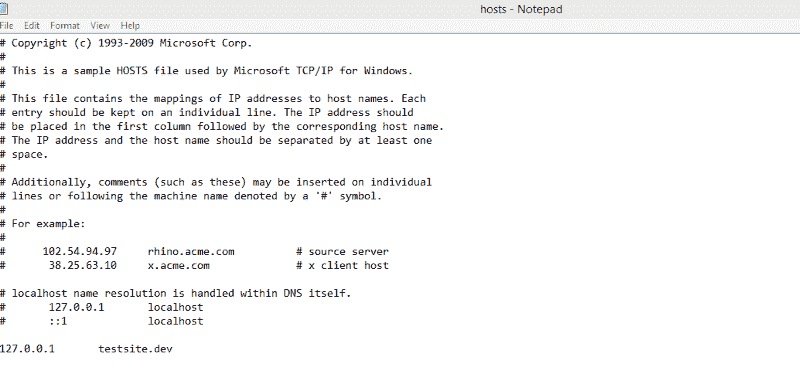 hosts - Notepad
File Edit Format View Help
# Copyright (c) 1993-2009 Microsoft Corp.
#
# This is a sample HOSTS file used by Microsoft TCP/IP for Windows.
#
# This file contains the mappings of IP addresses to host names. Each
# entry should be kept on an individual line. The IP address should
# be placed in the first column followed by the corresponding host name.
# The IP address and the host name should be separated by at least one
# space.
#
# Additionally, comments (such as these) may be inserted on individual
# lines or following the machine name denoted by a '#' symbol.
#
# For example:
#
#      102.54.94.97     rhino.acme.com          # source server
#       38.25.63.10     x.acme.com              # x client host

# localhost name resolution is handled within DNS itself.
#       127.0.0.1       localhost
#       ::1             localhost

127.0.0.1       testsite.dev